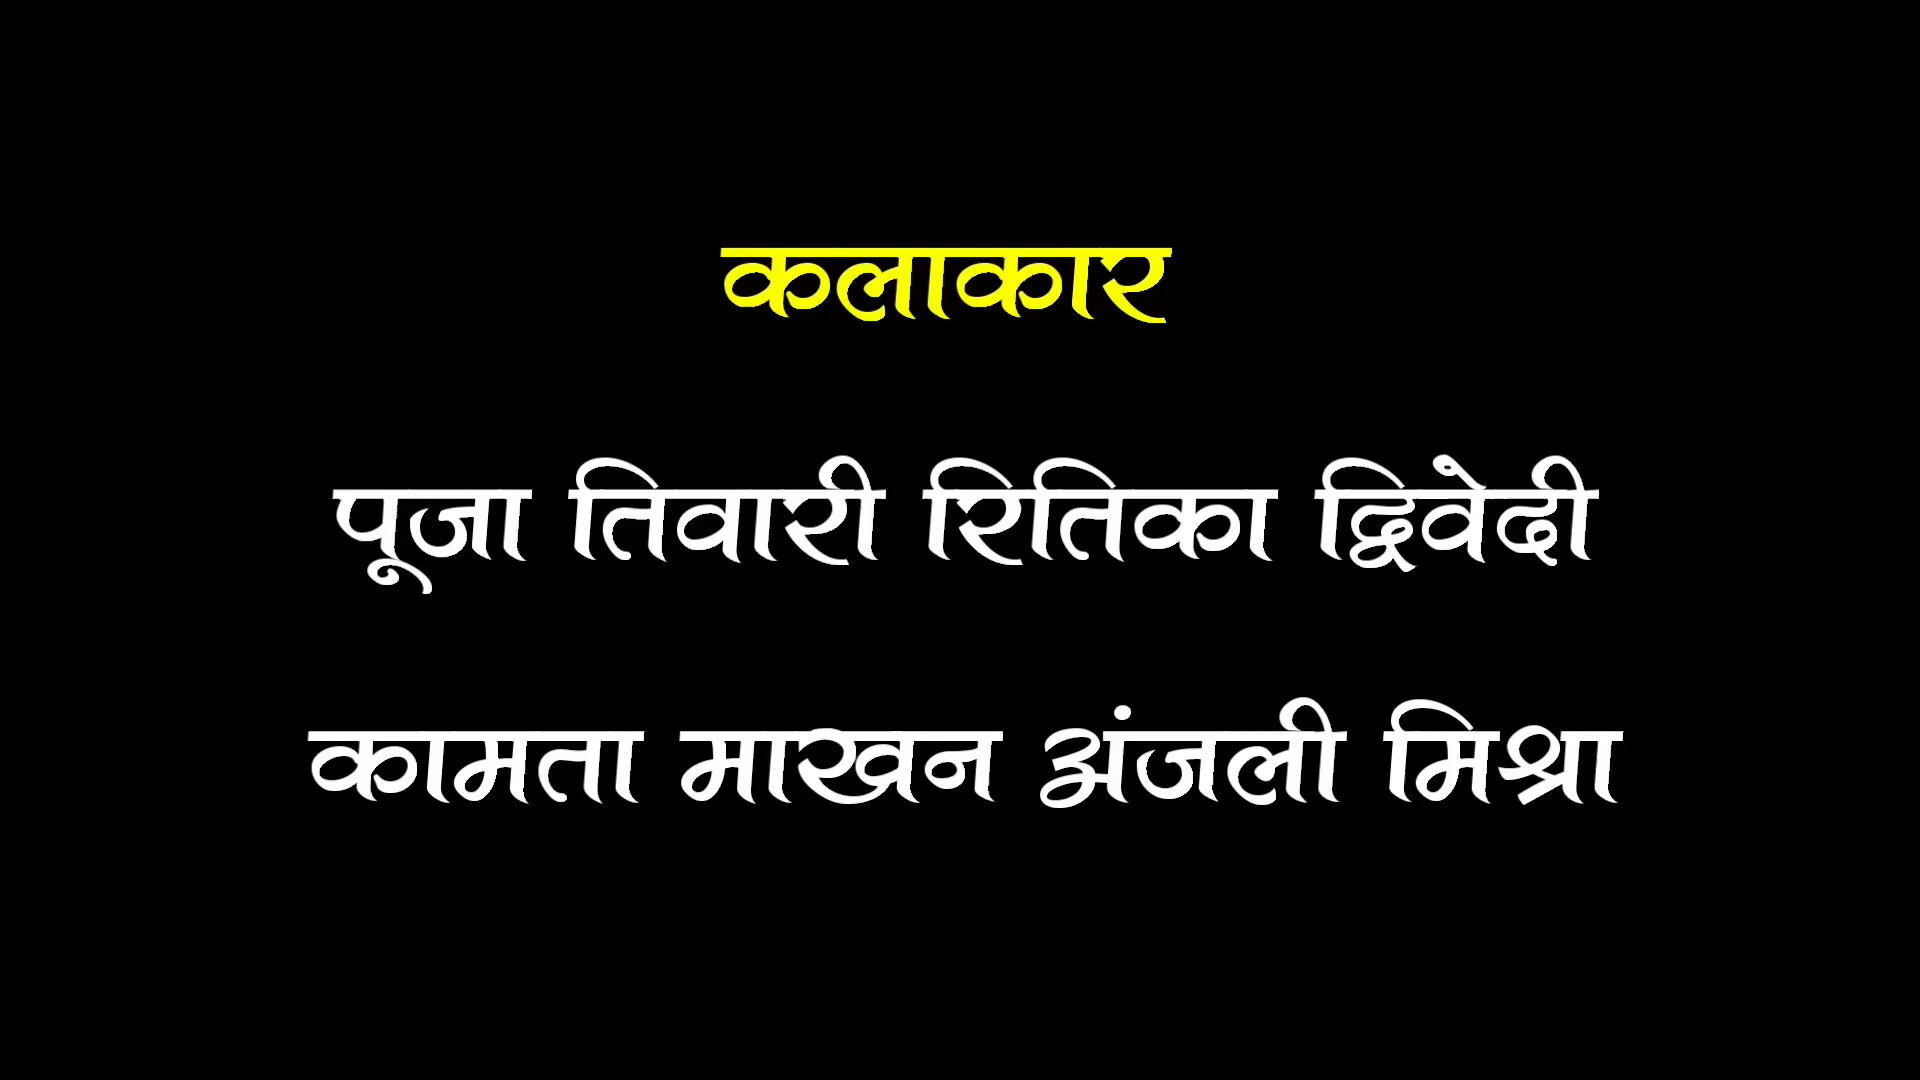 कलाकार
पूजा तिवारी रितिका द्विवेदी
कामता माखन अंजली मिश्रा